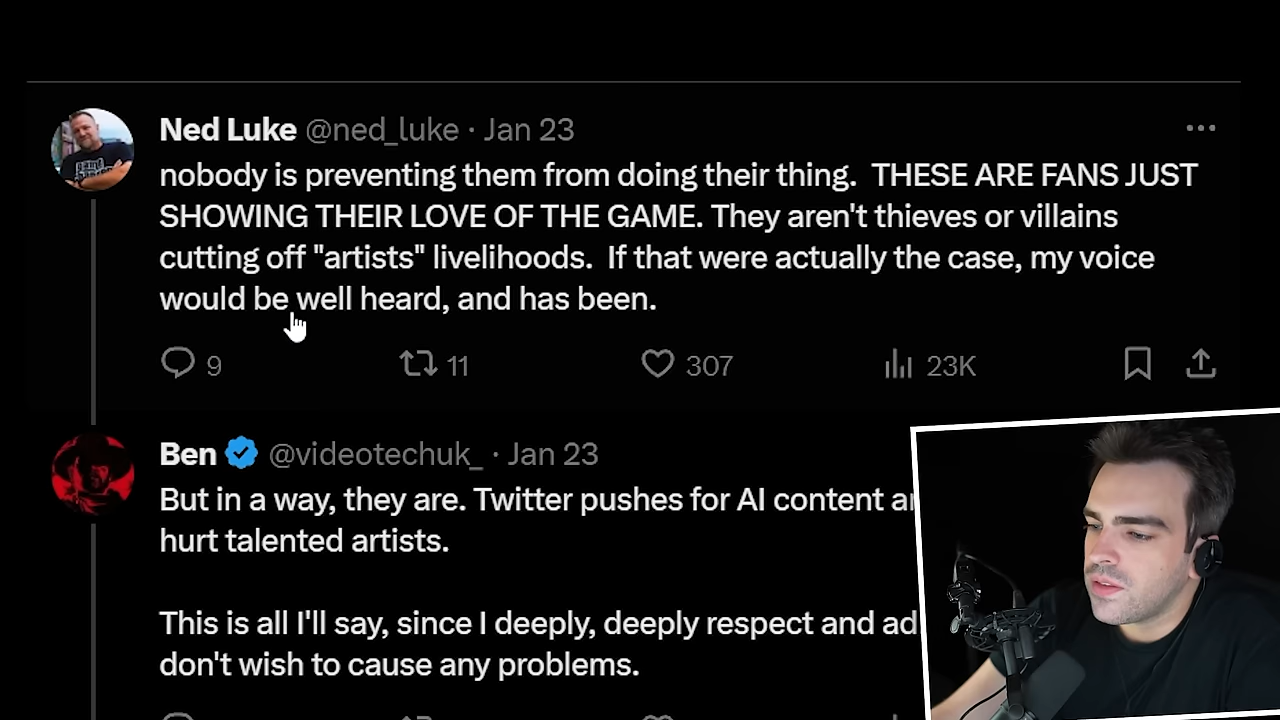 Ned Luke @ned_luke · Jan 23
nobody is preventing them from doing their thing.  THESE ARE FANS JUST
SHOWING THEIR LOVE OF THE GAME. They aren't thieves or villains
cutting off "artists" livelihoods.  If that were actually the case, my voice
would be well heard, and has been.
9 11 307 23K
Ben @videotechuk_ · Jan 23
But in a way, they are. Twitter pushes for AI content
hurt talented artists.
This is all I'll say, since I deeply, deeply respect and
don't wish to cause any problems.